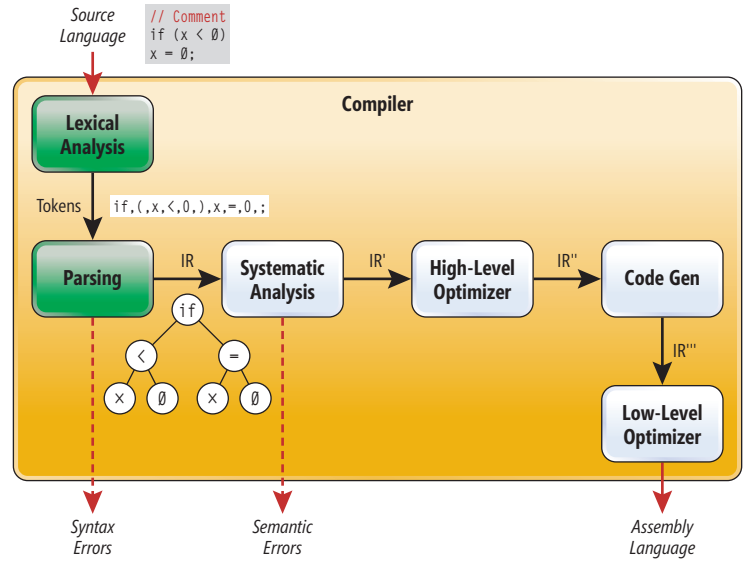 Source
Language
// Comment
if (x < 0)
x = 0;
Compiler
Lexical
Analysis
Tokens
if,(,x,<,0,),x,=,0,;
Parsing
IR
Systematic
Analysis
IR'
High-Level
Optimizer
IR''
Code Gen
if
< =
x 0 x 0
IR'''
Low-Level
Optimizer
Syntax
Errors
Semantic
Errors
Assembly
Language